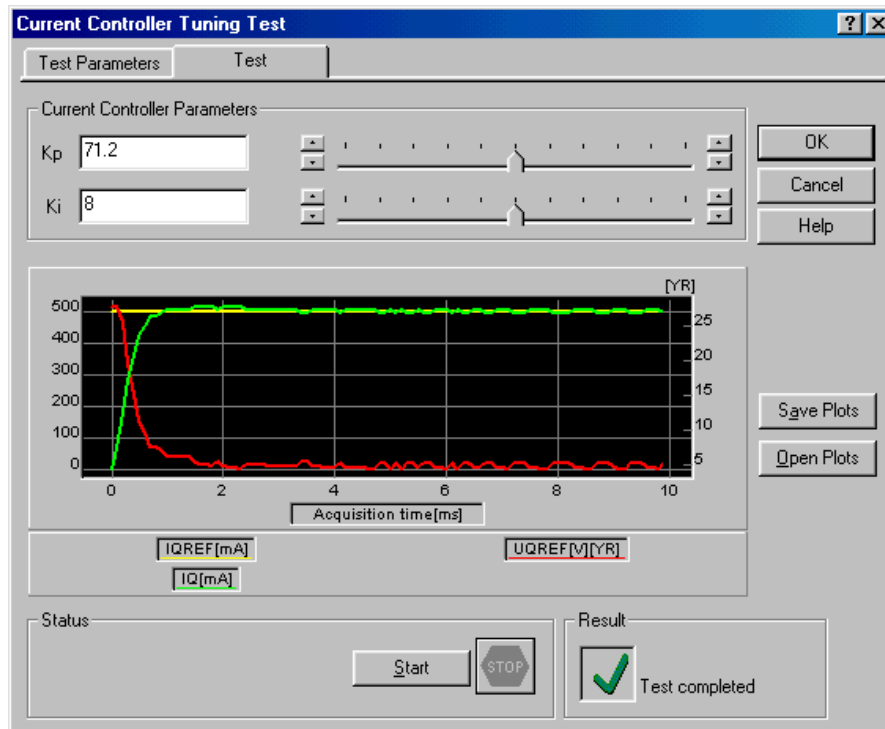 Current Controller Tuning Test
Test Parameters
Test
Current Controller Parameters
Kp 71.2
OK
Cancel
Ki 8
Help
[YR]
500
400
300
200
100
0
25
20
15
10
5
0 2 4 6 8 10
Acquisition time[ms]
Save Plots
Open Plots
IQREF[mA]
UQREF[V][YR]
IQ[mA]
Status
Start
STOP
Result
Test completed